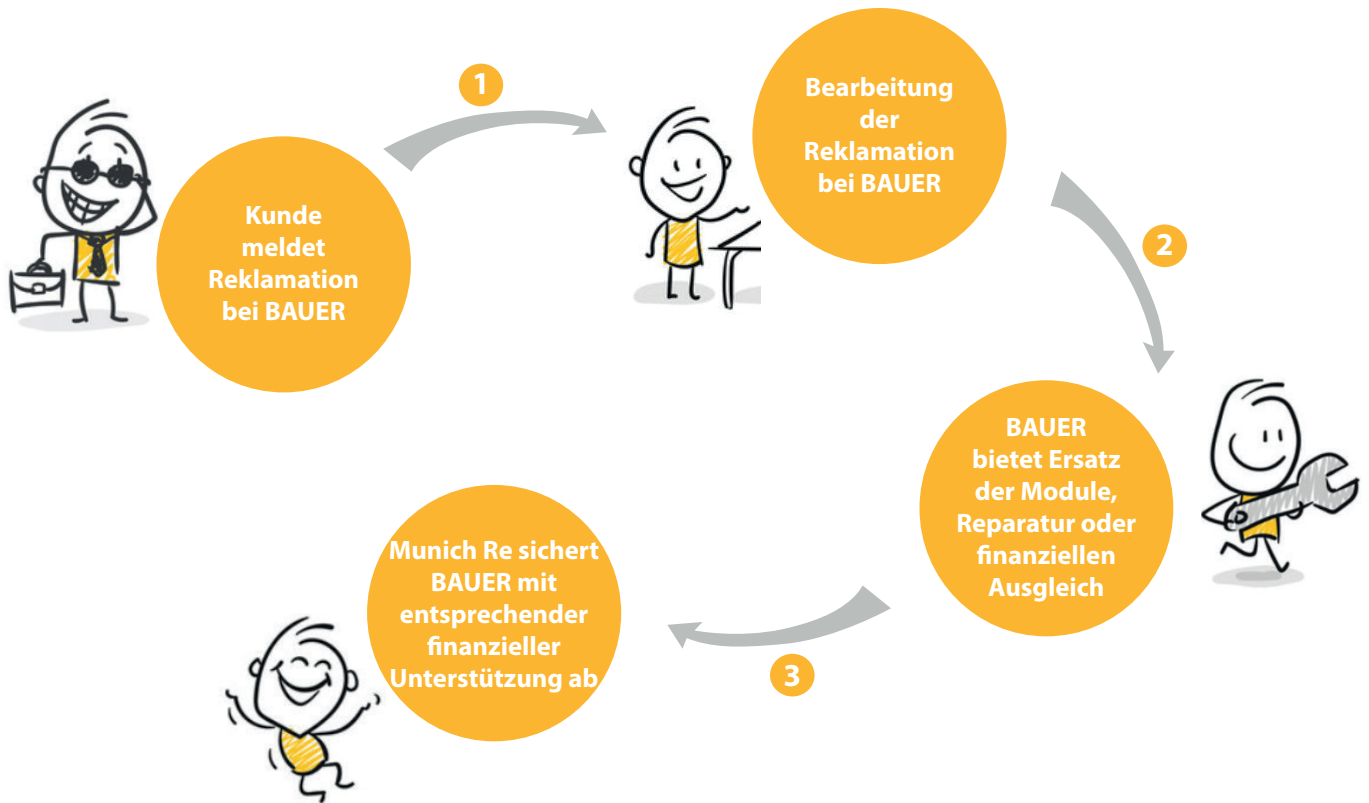 Kunde
meldet
Reklamation
bei BAUER
1
Bearbeitung
der
Reklamation
bei BAUER
2
BAUER
bietet Ersatz
der Module,
Reparatur oder
finanziellen
Ausgleich
3
Munich Re sichert
BAUER mit
entsprechender
finanzieller
Unterstützung ab